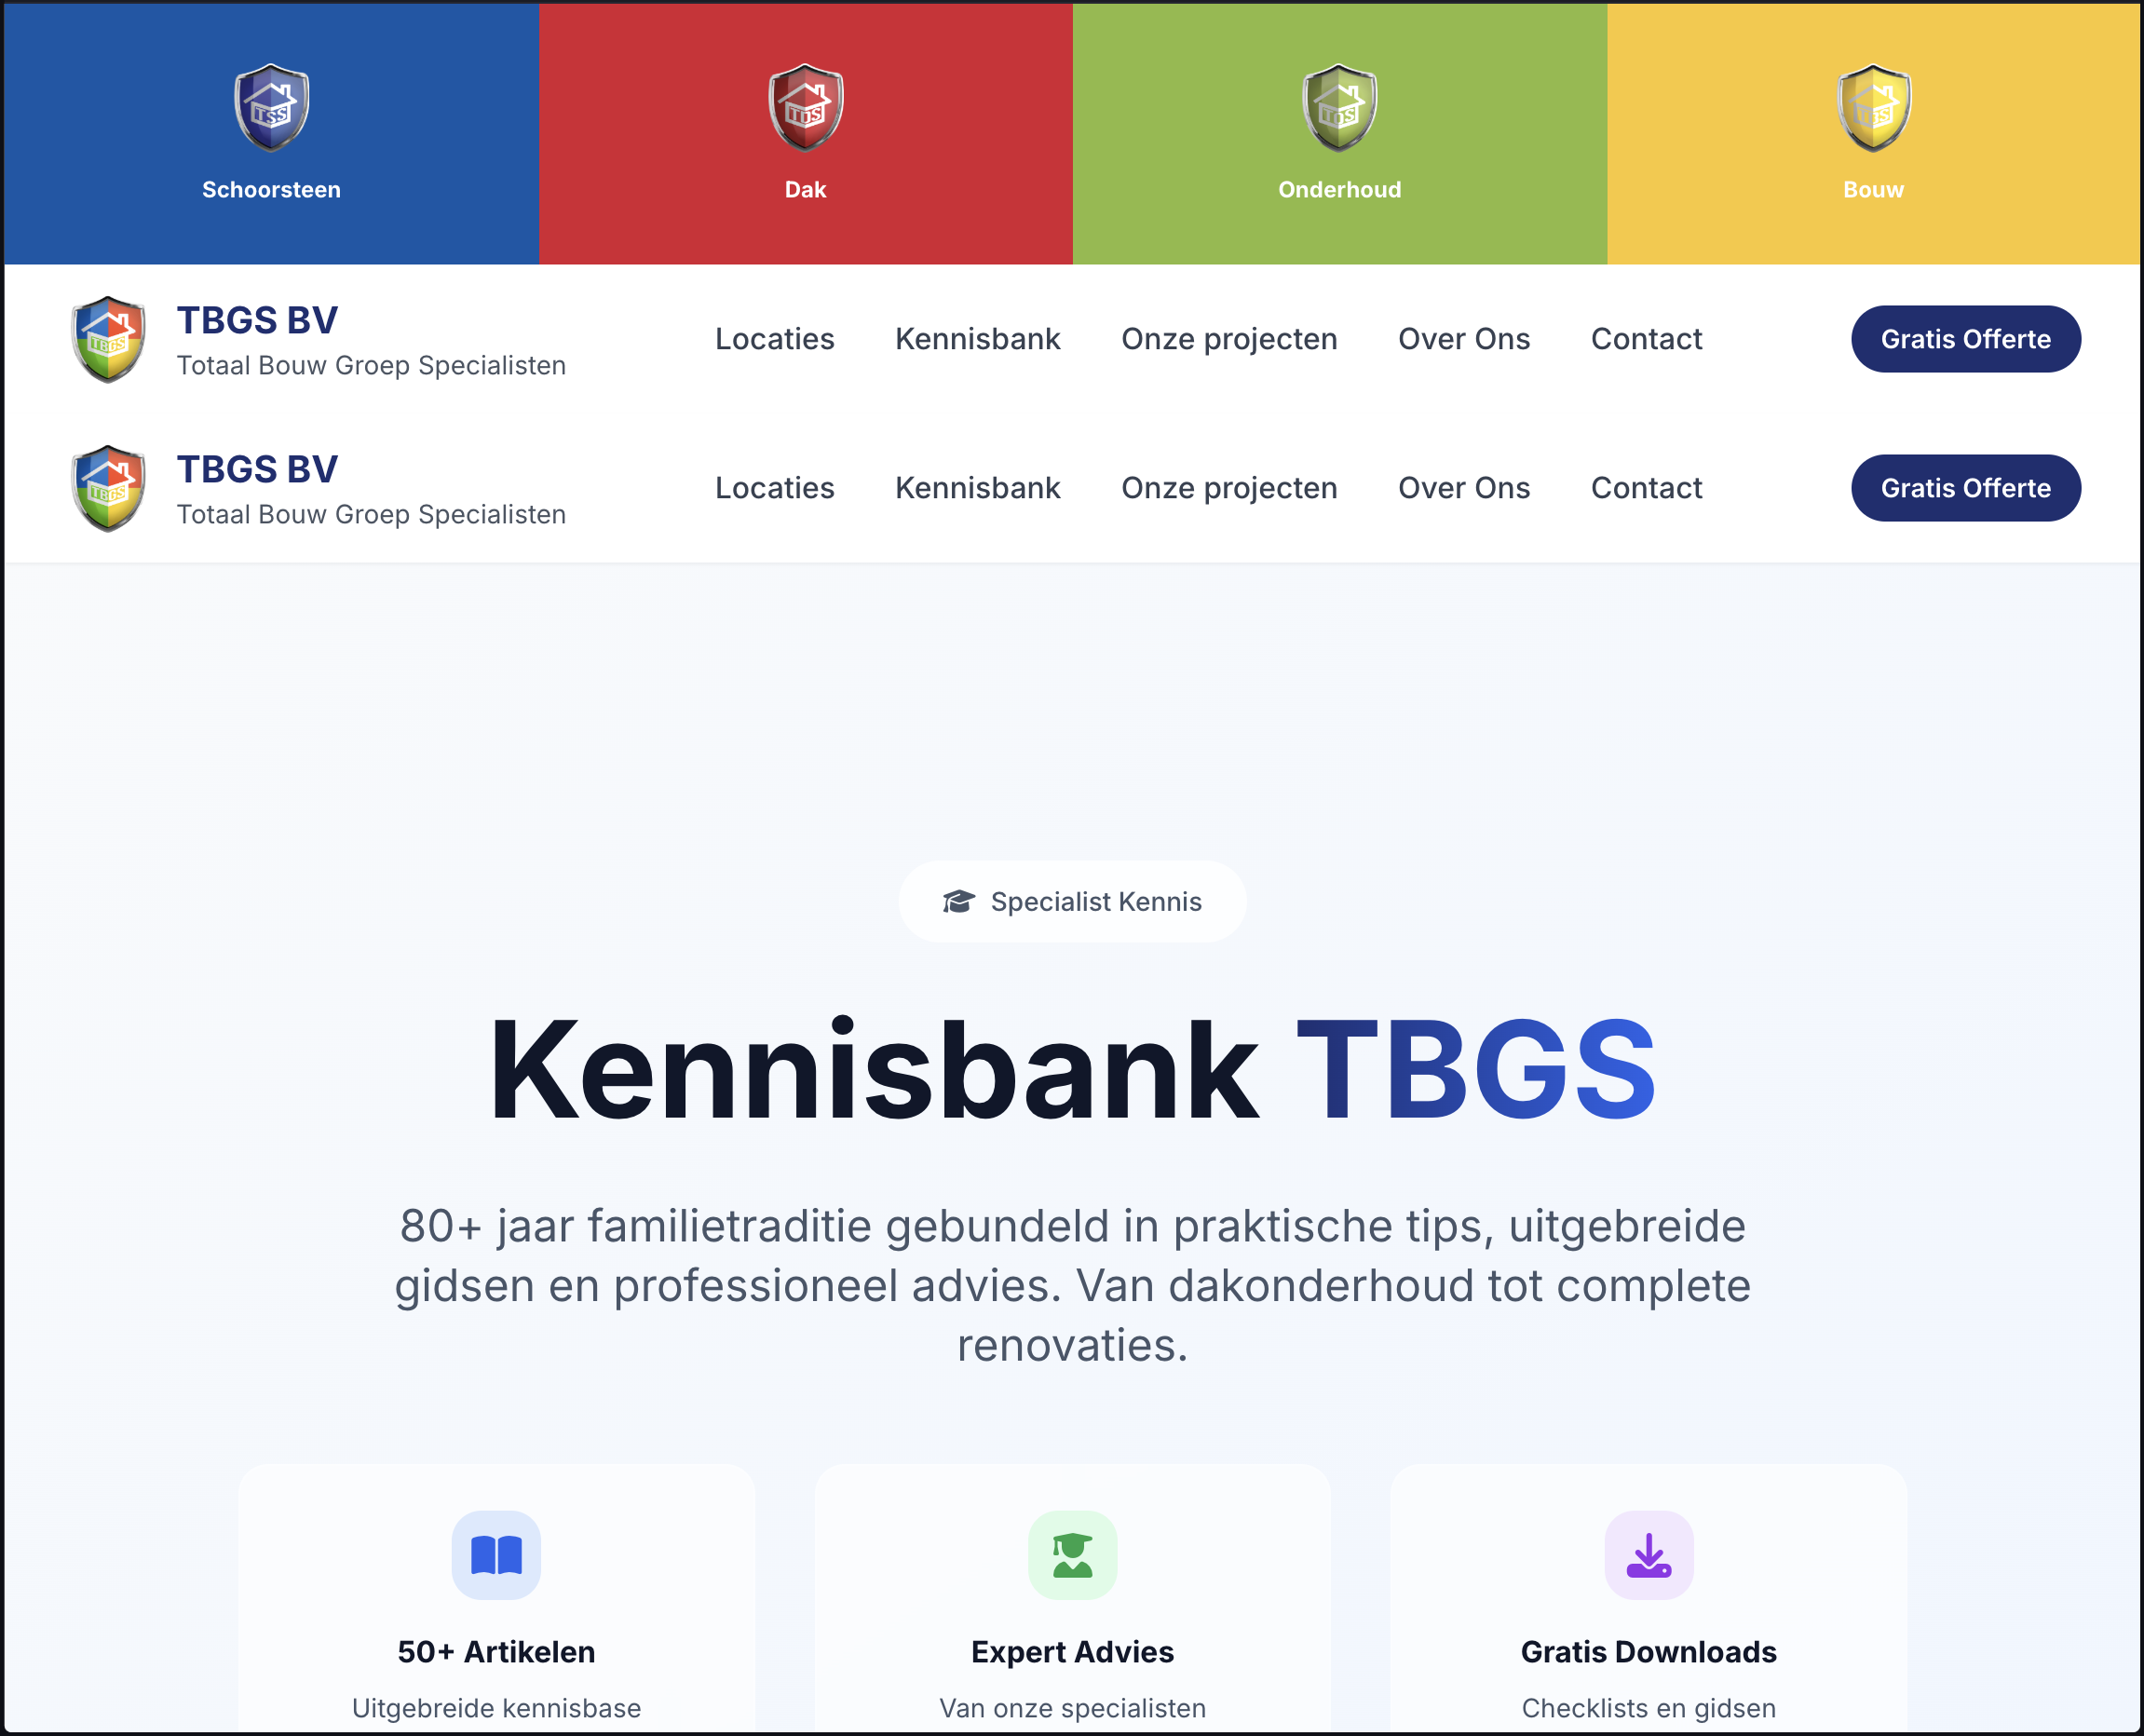 TSS
TDS
TOS
TBS
Schoorsteen
Dak
Onderhoud
Bouw
TBGS
TBGS BV
Totaal Bouw Groep Specialisten
Locaties
Kennisbank
Onze projecten
Over Ons
Contact
Gratis Offerte
TBGS
TBGS BV
Totaal Bouw Groep Specialisten
Locaties
Kennisbank
Onze projecten
Over Ons
Contact
Gratis Offerte
Specialist Kennis
Kennisbank TBGS
80+ jaar familietraditie gebundeld in praktische tips, uitgebreide
gidsen en professioneel advies. Van dakonderhoud tot complete
renovaties.
50+ Artikelen
Uitgebreide kennisbase
Expert Advies
Van onze specialisten
Gratis Downloads
Checklists en gidsen